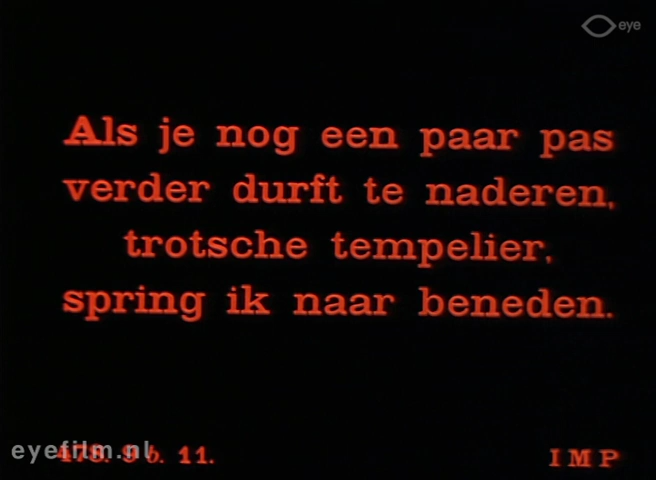 eye
Als je nog een paar pas
verder durft te naderen,
trotsche tempelier,
spring ik naar beneden.
eyefilm.nl
11.
IMP